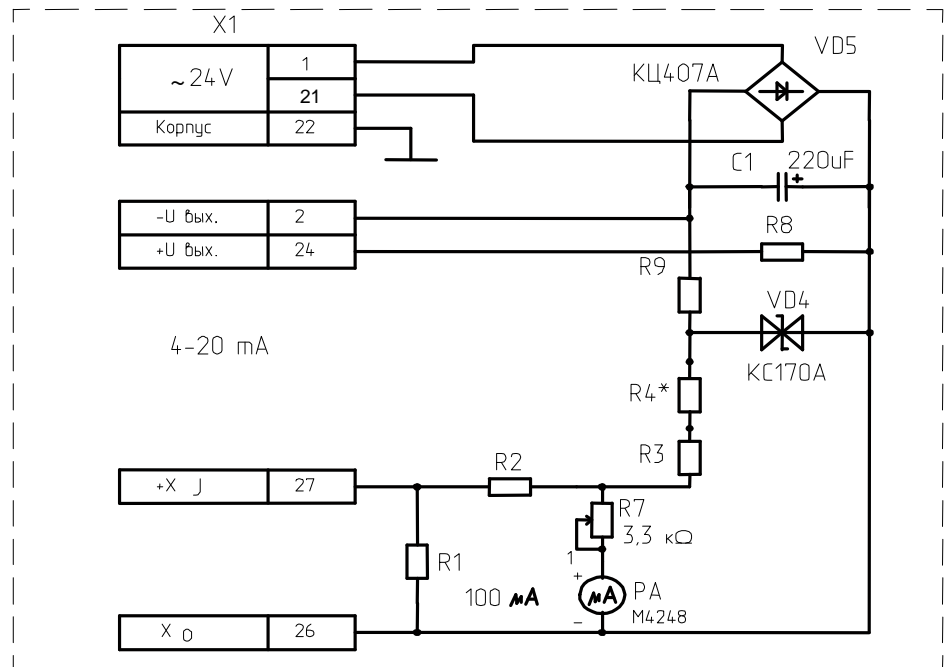 X1
~24V
1
21
Корпус
22
КЦ407А
VD5
C1
220uF
-U вых.
2
+U вых.
24
R8
R9
VD4
КС170А
4-20 mA
R4*
R3
+X J
27
R2
R7
3,3 кΩ
1
R1
100 мА
+
мА
-
PA
M4248
X 0
26